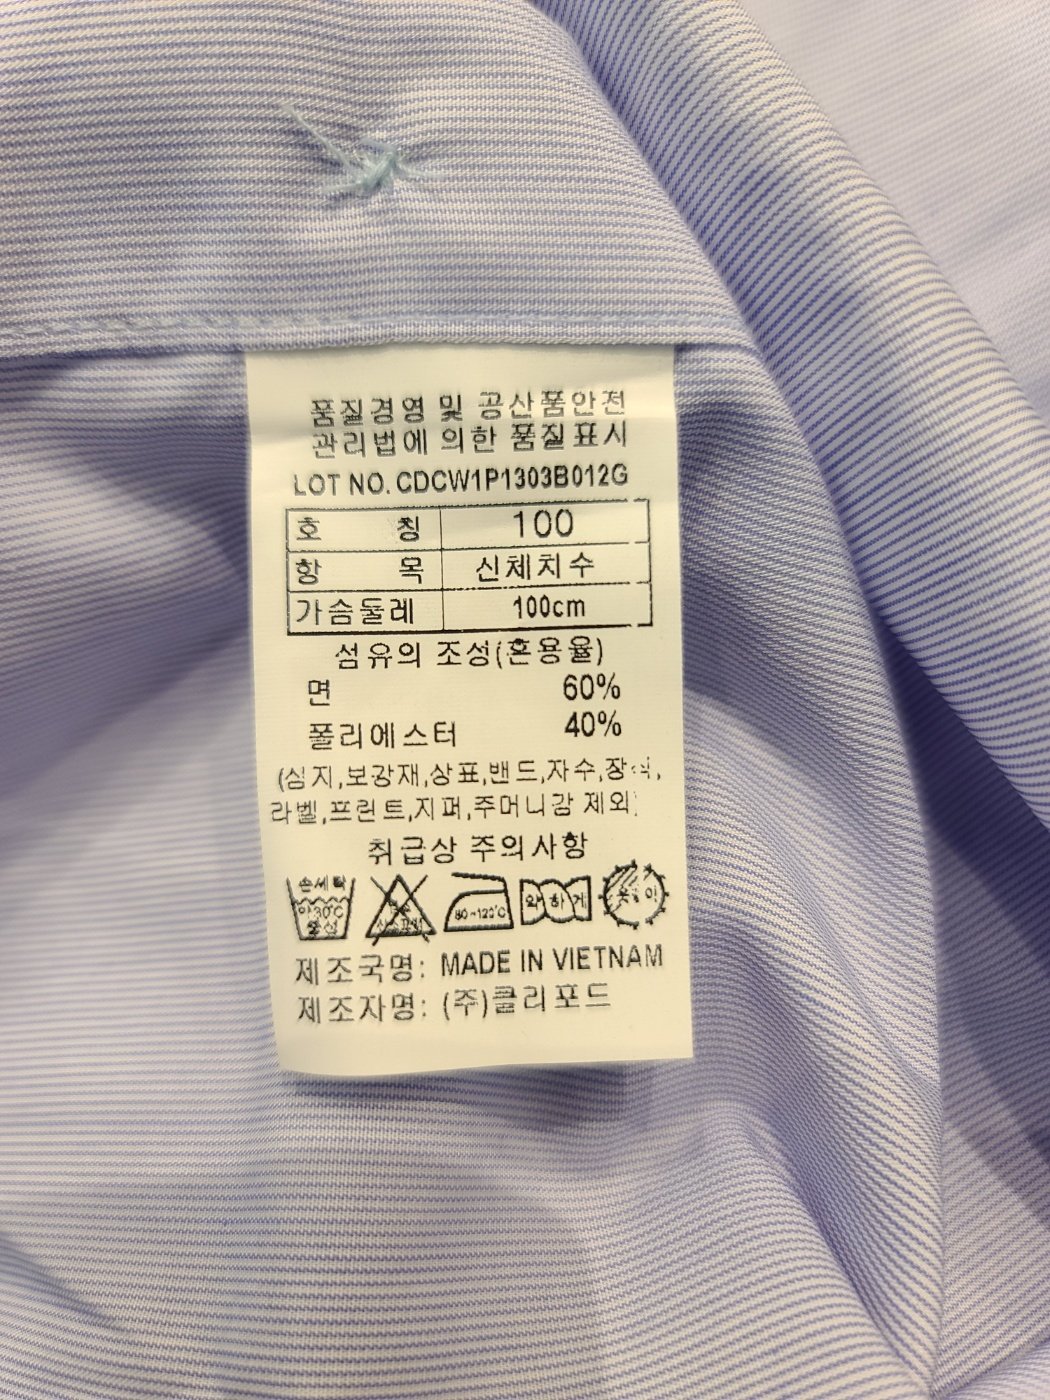 품질경영 및 공산품안전
관리법에 의한 품질표시
LOT NO. CDCW1P1303B012G
호 칭 100
항 목 신체치수
가슴둘레 100cm
섬유의 조성(혼용율)
면 60%
폴리에스터 40%
(심지,보강재,상표,밴드,자수,장식,
라벨,프린트,지퍼,주머니감 제외)
취급상 주의사항
손세탁 약30℃ 중성 80~120℃ 약하게 옷걸이
제조국명: MADE IN VIETNAM
제조자명: (주)클리포드